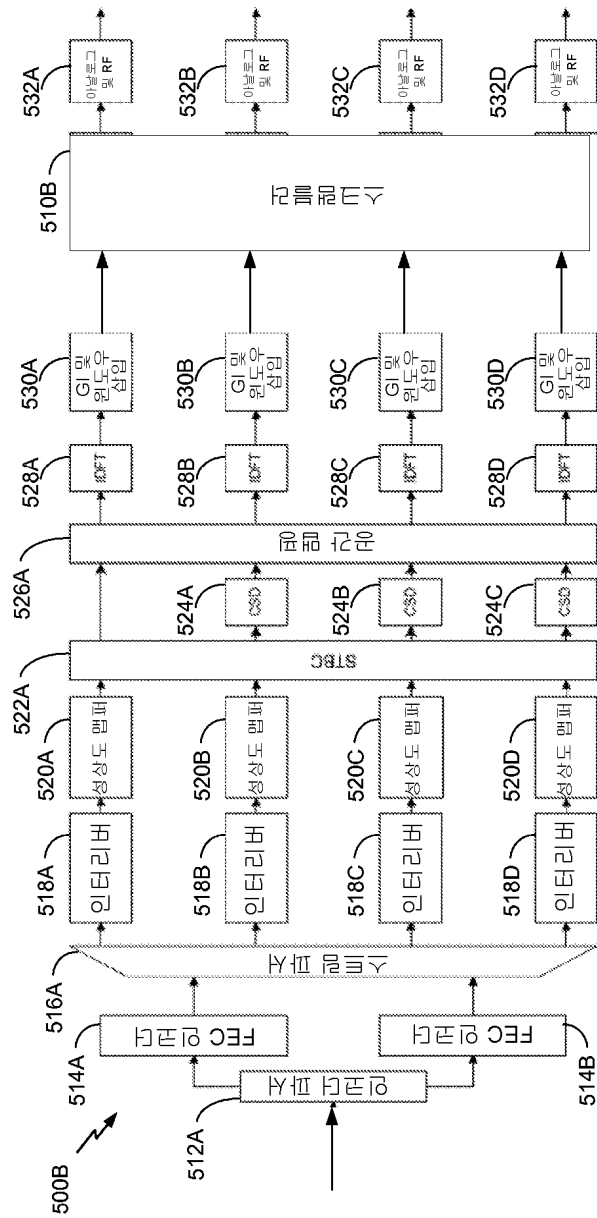 500B
512A
인코더 파서
514A
FEC 인코더
514B
FEC 인코더
516A
스트림 파서
518A
인터리버
518B
인터리버
518C
인터리버
518D
인터리버
520A
성상도 맵퍼
520B
성상도 맵퍼
520C
성상도 맵퍼
520D
성상도 맵퍼
522A
STBC
524A
CSD
524B
CSD
524C
CSD
526A
공간 맵핑
528A
IDFT
528B
IDFT
528C
IDFT
528D
IDFT
530A
GI 및
윈도우
삽입
530B
GI 및
윈도우
삽입
530C
GI 및
윈도우
삽입
530D
GI 및
윈도우
삽입
510B
스크램블러
532A
아날로그
및 RF
532B
아날로그
및 RF
532C
아날로그
및 RF
532D
아날로그
및 RF